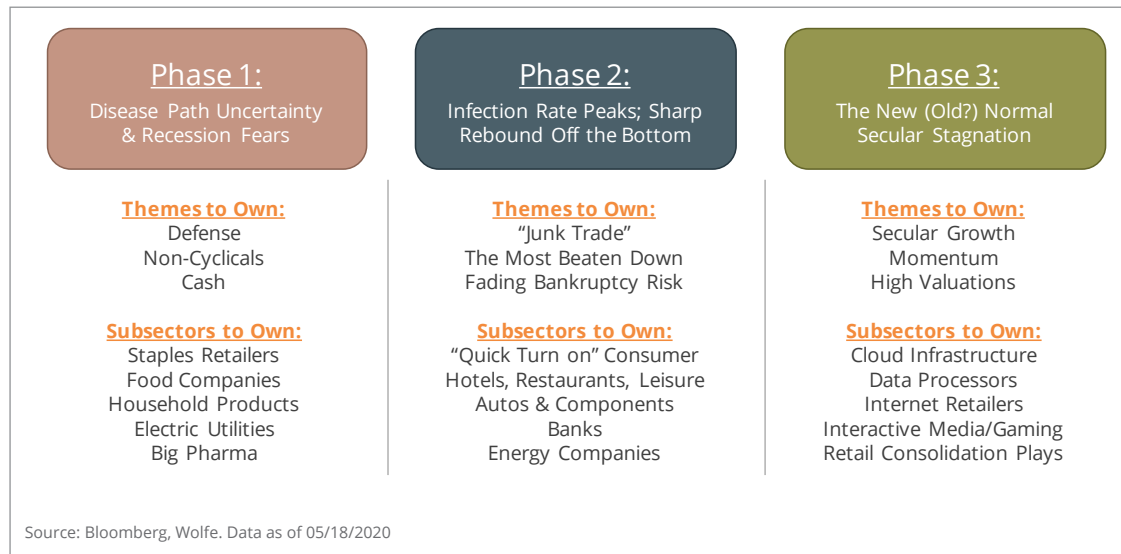 Phase 1:
Disease Path Uncertainty
& Recession Fears
Themes to Own:
Defense
Non-Cyclicals
Cash
Subsectors to Own:
Staples Retailers
Food Companies
Household Products
Electric Utilities
Big Pharma
Phase 2:
Infection Rate Peaks; Sharp
Rebound Off the Bottom
Themes to Own:
“Junk Trade”
The Most Beaten Down
Fading Bankruptcy Risk
Subsectors to Own:
“Quick Turn on” Consumer
Hotels, Restaurants, Leisure
Autos & Components
Banks
Energy Companies
Phase 3:
The New (Old?) Normal
Secular Stagnation
Themes to Own:
Secular Growth
Momentum
High Valuations
Subsectors to Own:
Cloud Infrastructure
Data Processors
Internet Retailers
Interactive Media/Gaming
Retail Consolidation Plays
Source: Bloomberg, Wolfe. Data as of 05/18/2020